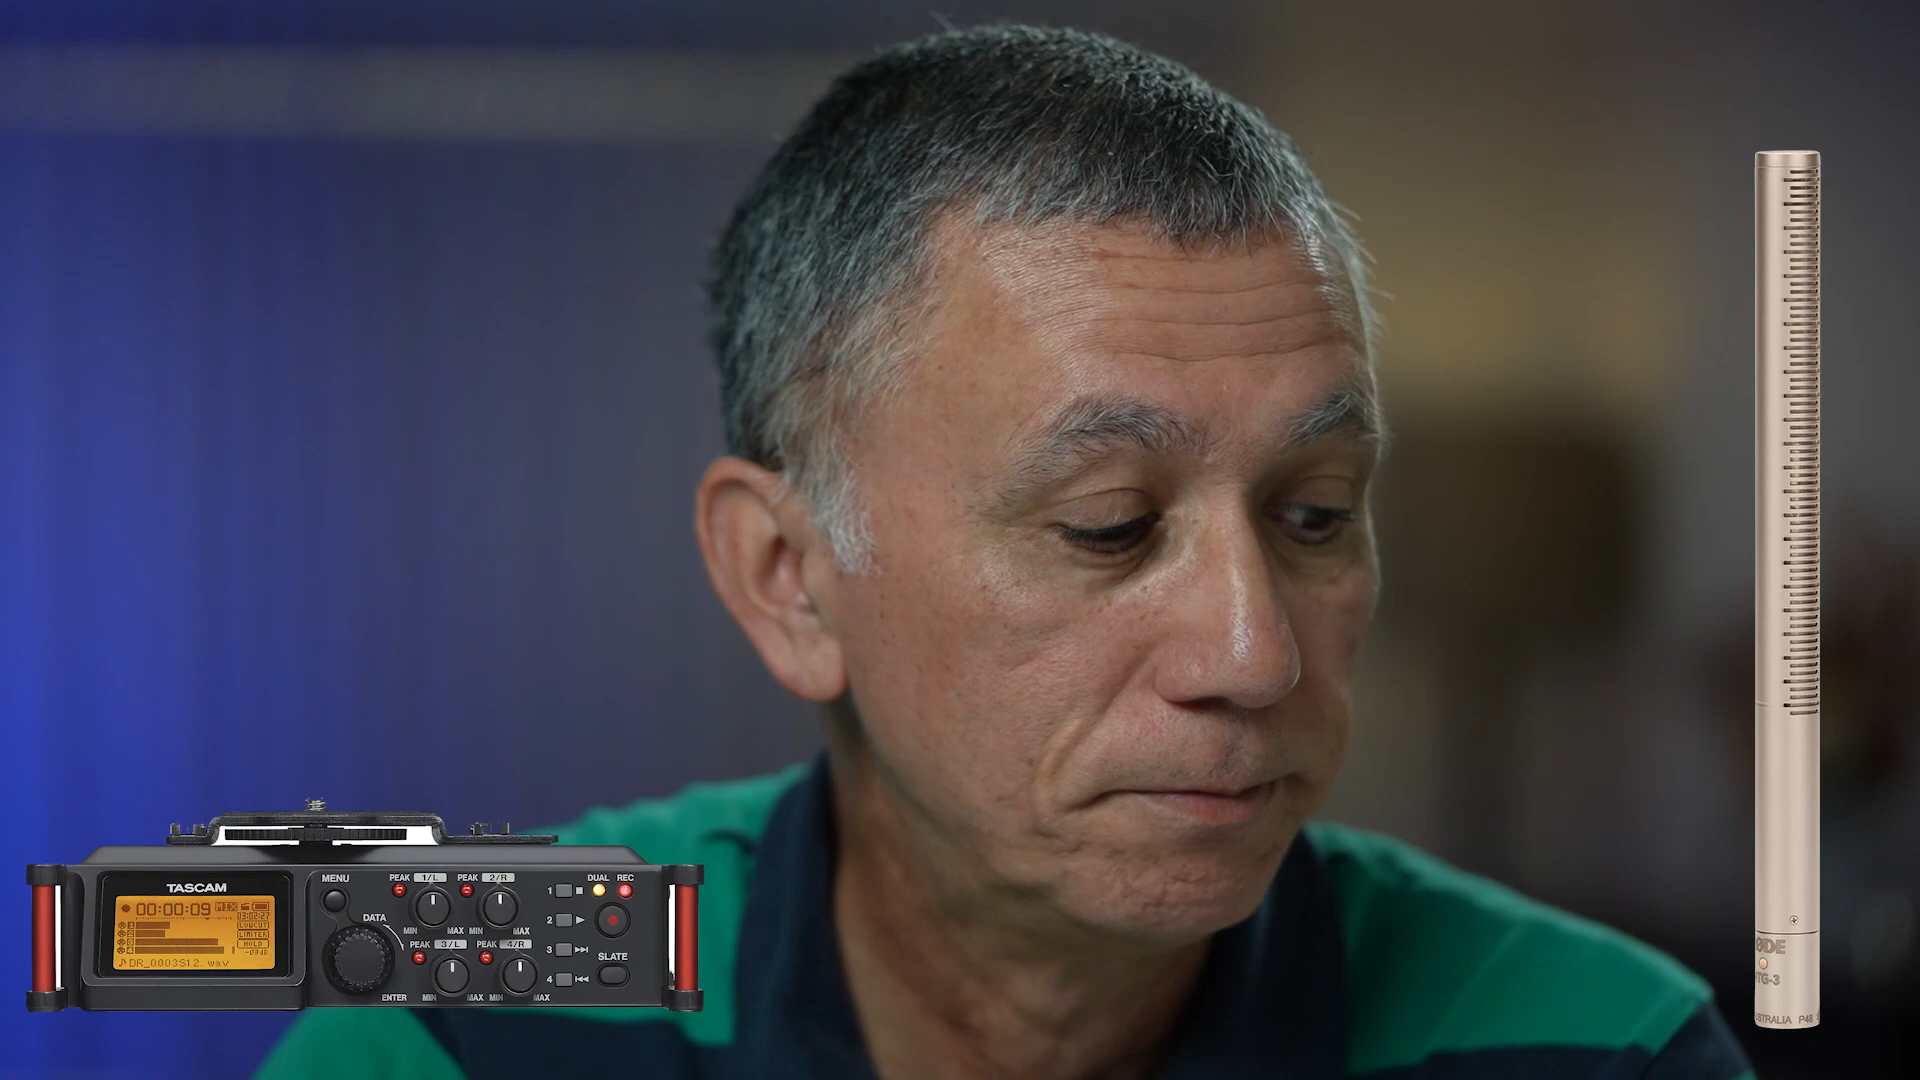 TASCAM
00:00:09 MIX
03:02:27
LOWCUT
LIMITER
HOLD
DR_0003S12.wav
MENU
DATA
ENTER
PEAK 1/L PEAK 2/R
MIN MAX MIN MAX
PEAK 3/L PEAK 4/R
MIN MAX MIN MAX
DUAL REC
1
2
3
4
SLATE
NTG-3
P48